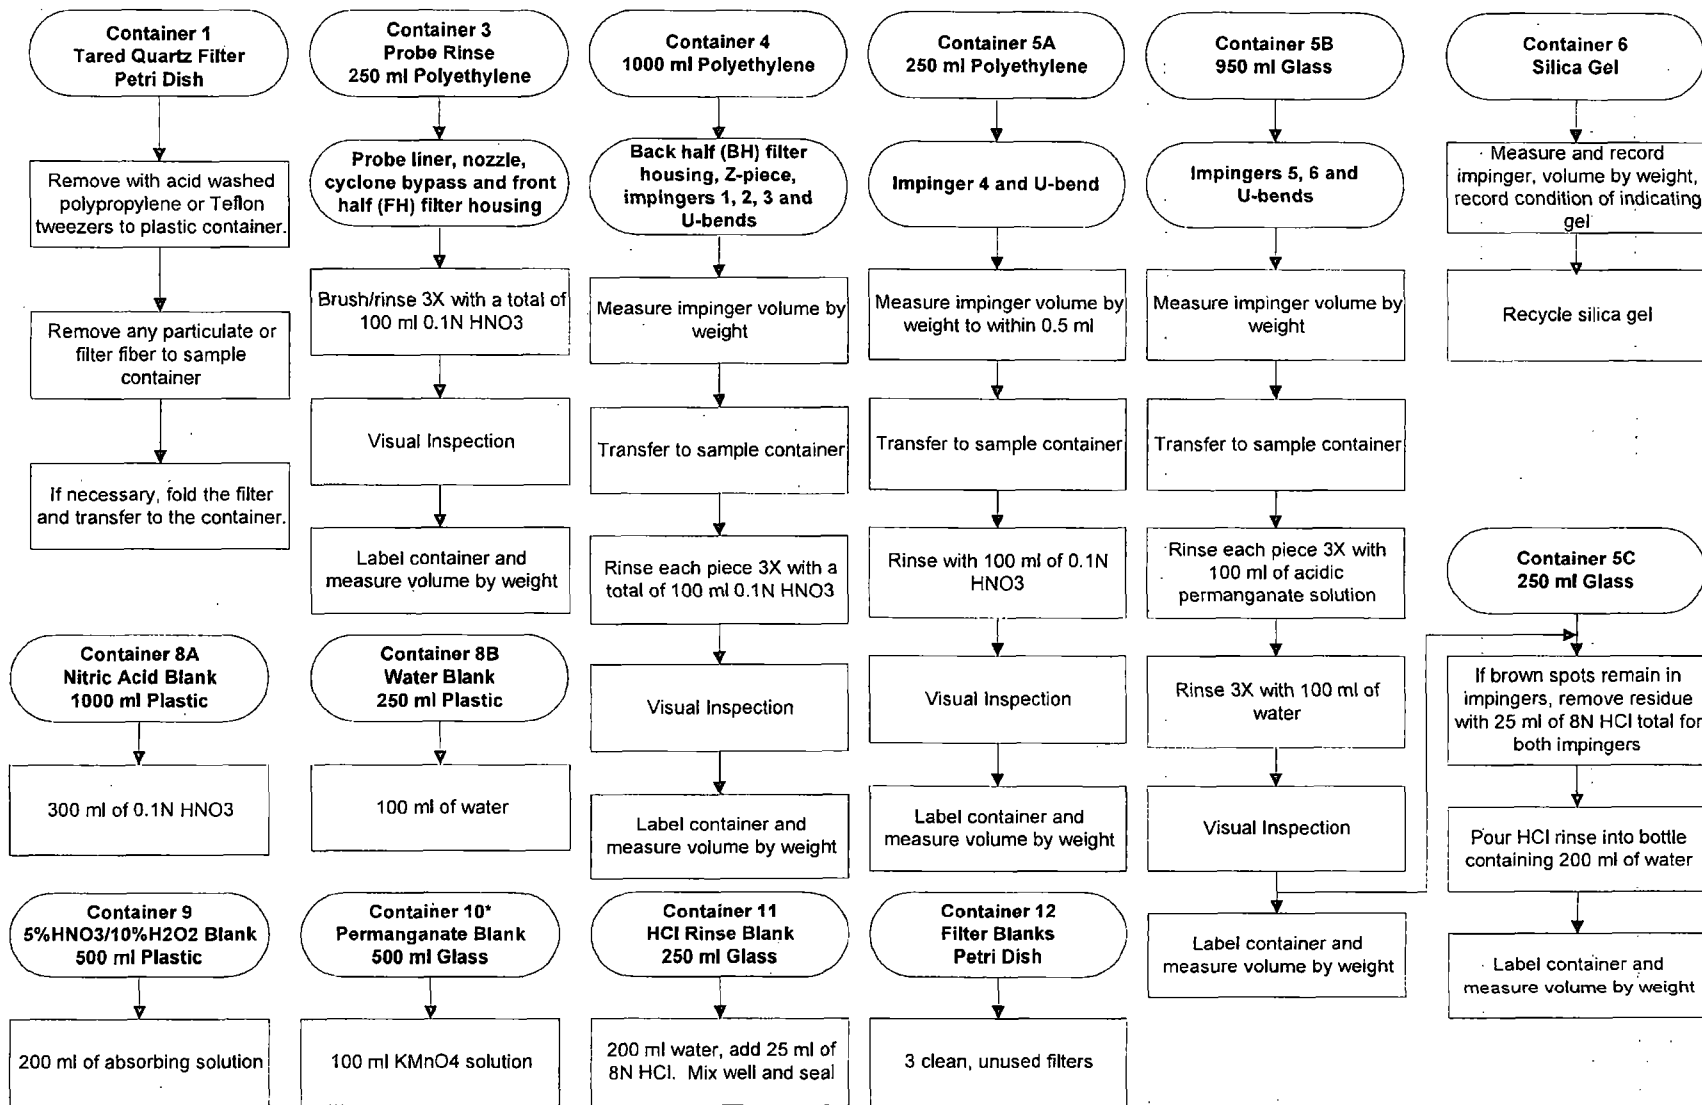 Container 1
Tared Quartz Filter
Petri Dish
Remove with acid washed
polypropylene or Teflon
tweezers to plastic container.
Remove any particulate or
filter fiber to sample
container
If necessary, fold the filter
and transfer to the container.
Container 3
Probe Rinse
250 ml Polyethylene
Probe liner, nozzle,
cyclone bypass and front
half (FH) filter housing
Brush/rinse 3X with a total of
100 ml 0.1N HNO3
Visual Inspection
Label container and
measure volume by weight
Container 4
1000 ml Polyethylene
Back half (BH) filter
housing, Z-piece,
impingers 1, 2, 3 and
U-bends
Measure impinger volume by
weight
Transfer to sample container
Rinse each piece 3X with a
total of 100 ml 0.1N HNO3
Visual Inspection
Label container and
measure volume by weight
Container 5A
250 ml Polyethylene
Impinger 4 and U-bend
Measure impinger volume by
weight to within 0.5 ml
Transfer to sample container
Rinse with 100 ml of 0.1N
HNO3
Visual Inspection
Label container and
measure volume by weight
Container 5B
950 ml Glass
Impingers 5, 6 and
U-bends
Measure impinger volume by
weight
Transfer to sample container
Rinse each piece 3X with
100 ml of acidic
permanganate solution
Rinse 3X with 100 ml of
water
Visual Inspection
Label container and
measure volume by weight
Container 6
Silica Gel
Measure and record
impinger, volume by weight,
record condition of indicating
gel
Recycle silica gel
Container 5C
250 ml Glass
If brown spots remain in
impingers, remove residue
with 25 ml of 8N HCl total for
both impingers
Pour HCl rinse into bottle
containing 200 ml of water
Label container and
measure volume by weight
Container 8A
Nitric Acid Blank
1000 ml Plastic
300 ml of 0.1N HNO3
Container 8B
Water Blank
250 ml Plastic
100 ml of water
Container 9
5%HNO3/10%H2O2 Blank
500 ml Plastic
200 ml of absorbing solution
Container 10*
Permanganate Blank
500 ml Glass
100 ml KMnO4 solution
Container 11
HCl Rinse Blank
250 ml Glass
200 ml water, add 25 ml of
8N HCl. Mix well and seal
Container 12
Filter Blanks
Petri Dish
3 clean, unused filters